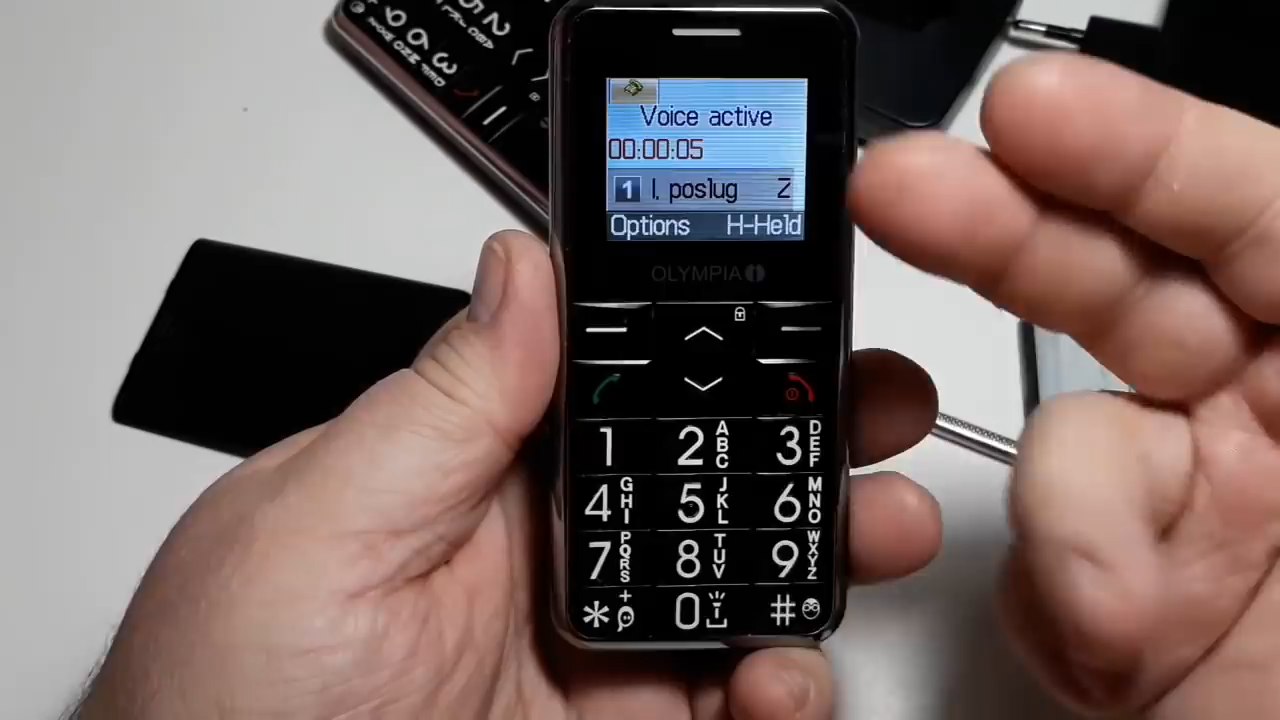 Voice active
00:00:05
1 l. poslug Z
Options H-Held
OLYMPIA
1 2 ABC 3 DEF
4 GHI 5 JKL 6 MNO
7 PQRS 8 TUV 9 WXYZ
* + 0 #